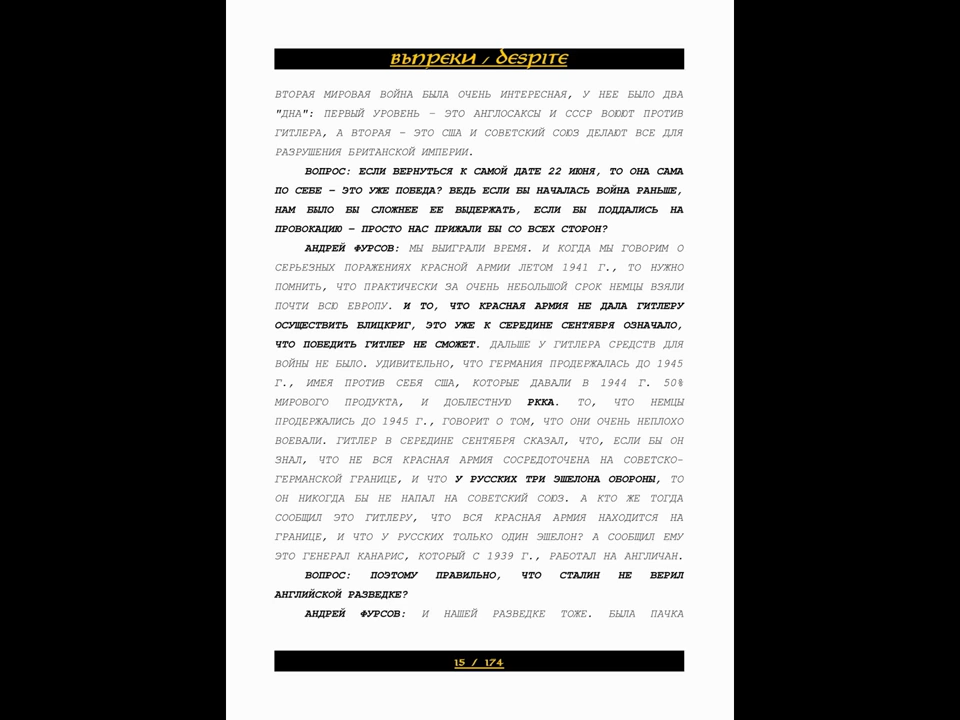 ВЪПРЕКИ / DESPITE
ВТОРАЯ МИРОВАЯ ВОЙНА БЫЛА ОЧЕНЬ ИНТЕРЕСНАЯ, У НЕЕ БЫЛО ДВА
"ДНА": ПЕРВЫЙ УРОВЕНЬ – ЭТО АНГЛОСАКСЫ И СССР ВОЮЮТ ПРОТИВ
ГИТЛЕРА, А ВТОРАЯ – ЭТО США И СОВЕТСКИЙ СОЮЗ ДЕЛАЮТ ВСЕ ДЛЯ
РАЗРУШЕНИЯ БРИТАНСКОЙ ИМПЕРИИ.
ВОПРОС: ЕСЛИ ВЕРНУТЬСЯ К САМОЙ ДАТЕ 22 ИЮНЯ, ТО ОНА САМА
ПО СЕБЕ – ЭТО УЖЕ ПОБЕДА? ВЕДЬ ЕСЛИ БЫ НАЧАЛАСЬ ВОЙНА РАНЬШЕ,
НАМ БЫЛО БЫ СЛОЖНЕЕ ЕЕ ВЫДЕРЖАТЬ, ЕСЛИ БЫ ПОДДАЛИСЬ НА
ПРОВОКАЦИЮ – ПРОСТО НАС ПРИЖАЛИ БЫ СО ВСЕХ СТОРОН?
АНДРЕЙ ФУРСОВ: МЫ ВЫИГРАЛИ ВРЕМЯ. И КОГДА МЫ ГОВОРИМ О
СЕРЬЕЗНЫХ ПОРАЖЕНИЯХ КРАСНОЙ АРМИИ ЛЕТОМ 1941 Г., ТО НУЖНО
ПОМНИТЬ, ЧТО ПРАКТИЧЕСКИ ЗА ОЧЕНЬ НЕБОЛЬШОЙ СРОК НЕМЦЫ ВЗЯЛИ
ПОЧТИ ВСЮ ЕВРОПУ. И ТО, ЧТО КРАСНАЯ АРМИЯ НЕ ДАЛА ГИТЛЕРУ
ОСУЩЕСТВИТЬ БЛИЦКРИГ, ЭТО УЖЕ К СЕРЕДИНЕ СЕНТЯБРЯ ОЗНАЧАЛО,
ЧТО ПОБЕДИТЬ ГИТЛЕР НЕ СМОЖЕТ. ДАЛЬШЕ У ГИТЛЕРА СРЕДСТВ ДЛЯ
ВОЙНЫ НЕ БЫЛО. УДИВИТЕЛЬНО, ЧТО ГЕРМАНИЯ ПРОДЕРЖАЛАСЬ ДО 1945
Г., ИМЕЯ ПРОТИВ СЕБЯ США, КОТОРЫЕ ДАВАЛИ В 1944 Г. 50%
МИРОВОГО ПРОДУКТА, И ДОБЛЕСТНУЮ РККА. ТО, ЧТО НЕМЦЫ
ПРОДЕРЖАЛИСЬ ДО 1945 Г., ГОВОРИТ О ТОМ, ЧТО ОНИ ОЧЕНЬ НЕПЛОХО
ВОЕВАЛИ. ГИТЛЕР В СЕРЕДИНЕ СЕНТЯБРЯ СКАЗАЛ, ЧТО, ЕСЛИ БЫ ОН
ЗНАЛ, ЧТО НЕ ВСЯ КРАСНАЯ АРМИЯ СОСРЕДОТОЧЕНА НА СОВЕТСКО-
ГЕРМАНСКОЙ ГРАНИЦЕ, И ЧТО У РУССКИХ ТРИ ЭШЕЛОНА ОБОРОНЫ, ТО
ОН НИКОГДА БЫ НЕ НАПАЛ НА СОВЕТСКИЙ СОЮЗ. А КТО ЖЕ ТОГДА
СООБЩИЛ ЭТО ГИТЛЕРУ, ЧТО ВСЯ КРАСНАЯ АРМИЯ НАХОДИТСЯ НА
ГРАНИЦЕ, И ЧТО У РУССКИХ ТОЛЬКО ОДИН ЭШЕЛОН? А СООБЩИЛ ЕМУ
ЭТО ГЕНЕРАЛ КАНАРИС, КОТОРЫЙ С 1939 Г., РАБОТАЛ НА АНГЛИЧАН.
ВОПРОС: ПОЭТОМУ ПРАВИЛЬНО, ЧТО СТАЛИН НЕ ВЕРИЛ
АНГЛИЙСКОЙ РАЗВЕДКЕ?
АНДРЕЙ ФУРСОВ: И НАШЕЙ РАЗВЕДКЕ ТОЖЕ. БЫЛА ПАЧКА
15 / 174